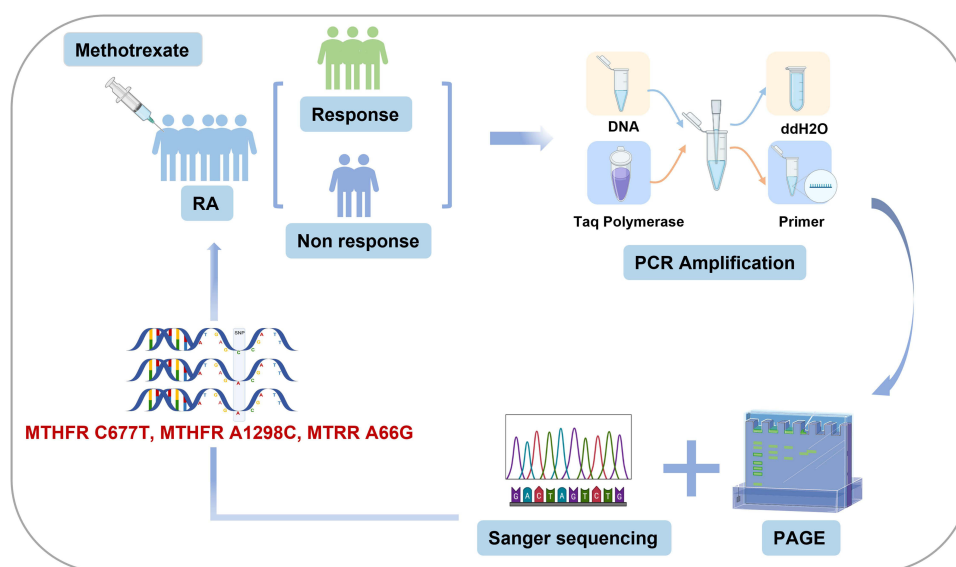 Methotrexate
RA
Response
Non response
DNA
ddH2O
Taq Polymerase
Primer
PCR Amplification
SNP
MTHFR C677T, MTHFR A1298C, MTRR A66G
GACTAGTCTG
Sanger sequencing
PAGE